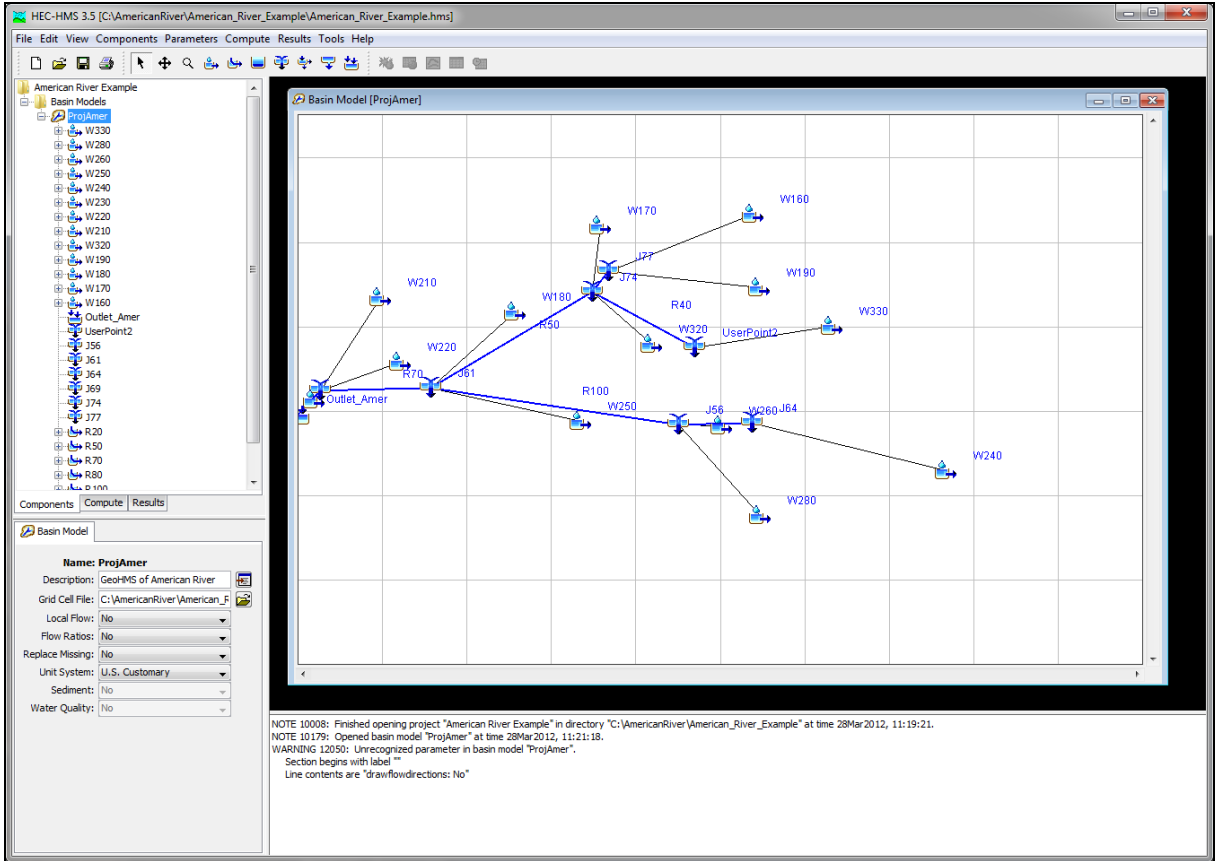 HEC-HMS 3.5 [C:\AmericanRiver\American_River_Example\American_River_Example.hms]
File Edit View Components Parameters Compute Results Tools Help
American River Example
Basin Models
ProjAmer
W330
W280
W260
W250
W240
W230
W220
W210
W320
W190
W180
W170
W160
Outlet_Amer
UserPoint2
J56
J61
J64
J69
J74
J77
R20
R50
R70
R80
R100
Components Compute Results
Basin Model
Name: ProjAmer
Description: GeoHMS of American River
Grid Cell File: C:\AmericanRiver\American_R
Local Flow: No
Flow Ratios: No
Replace Missing: No
Unit System: U.S. Customary
Sediment: No
Water Quality: No
Basin Model [ProjAmer]
W160
W170
J77
W190
J74
W210
W180
R40
W330
R50
W320
UserPoint2
W220
R70
J61
R100
Outlet_Amer
W250
J56
W260
J64
W240
W280
NOTE 10008: Finished opening project "American River Example" in directory "C:\AmericanRiver\American_River_Example" at time 28Mar2012, 11:19:21.
NOTE 10179: Opened basin model "ProjAmer" at time 28Mar2012, 11:21:18.
WARNING 12050: Unrecognized parameter in basin model "ProjAmer".
Section begins with label ""
Line contents are "drawflowdirections: No"